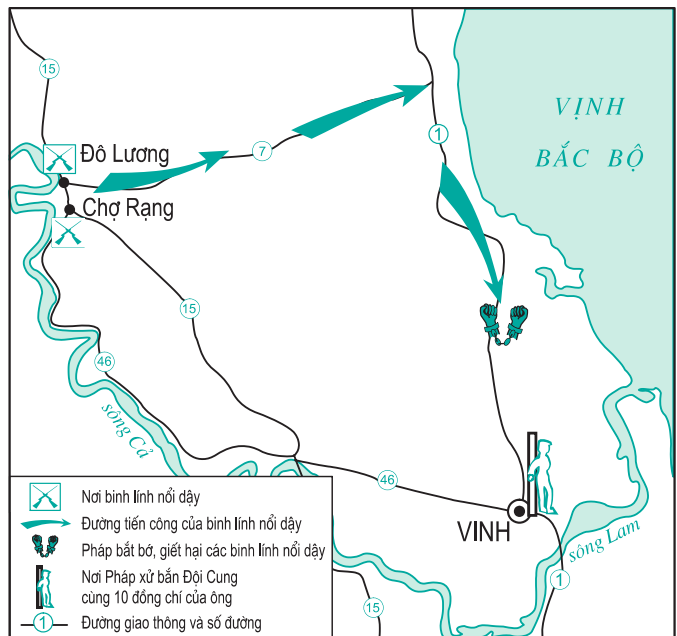 15
VỊNH
BẮC BỘ
1
Đô Lương
7
Chợ Rạng
15
46
sông Cả
46
VINH
sông Lam
1
15
Nơi binh lính nổi dậy
Đường tiến công của binh lính nổi dậy
Pháp bắt bớ, giết hại các binh lính nổi dậy
Nơi Pháp xử bắn Đội Cung
cùng 10 đồng chí của ông
1 Đường giao thông và số đường